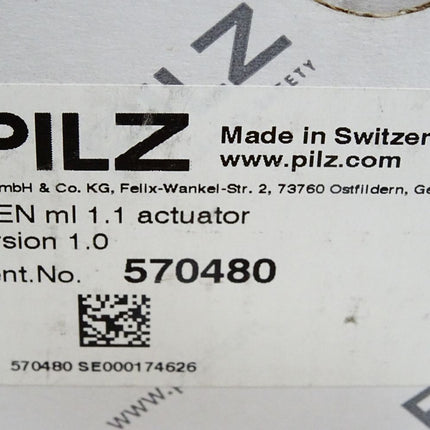 PILZ
Made in Switzer
www.pilz.com
mbH & Co. KG, Felix-Wankel-Str. 2, 73760 Ostfildern, Ge
EN ml 1.1 actuator
rsion 1.0
ent.No. 570480
570480 SE000174626